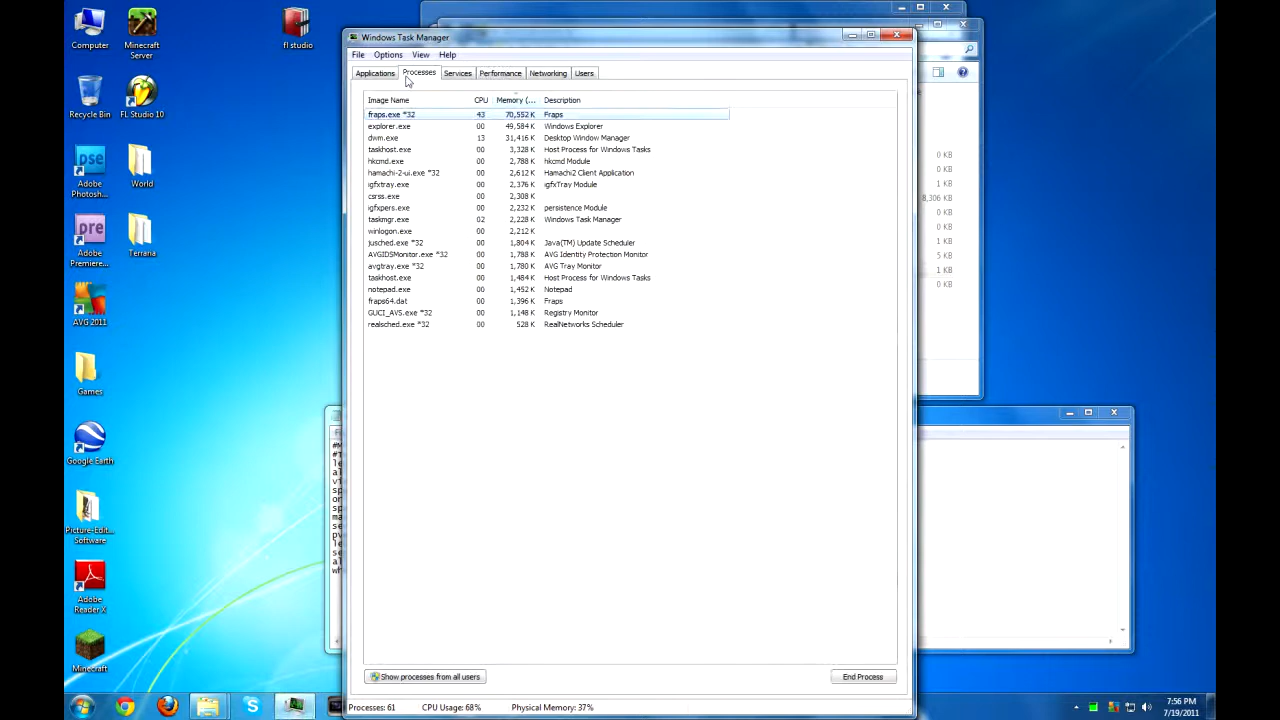 Computer
Minecraft
Server
fl studio
Recycle Bin
FL Studio 10
Adobe
Photosh...
World
Adobe
Premiere...
Terraria
AVG 2011
Games
Google Earth
Picture-Edit...
Software
Adobe
Reader X
Minecraft
Windows Task Manager
File Options View Help
Applications Processes Services Performance Networking Users
Image Name CPU Memory (... Description
fraps.exe *32 43 70,552 K Fraps
explorer.exe 00 49,584 K Windows Explorer
dwm.exe 13 31,416 K Desktop Window Manager
taskhost.exe 00 3,328 K Host Process for Windows Tasks
hkcmd.exe 00 2,788 K hkcmd Module
hamachi-2-ui.exe *32 00 2,612 K Hamachi2 Client Application
igfxtray.exe 00 2,376 K igfxTray Module
csrss.exe 00 2,308 K
igfxpers.exe 00 2,232 K persistence Module
taskmgr.exe 02 2,228 K Windows Task Manager
winlogon.exe 00 2,212 K
jusched.exe *32 00 1,804 K Java(TM) Update Scheduler
AVGIDSMonitor.exe *32 00 1,788 K AVG Identity Protection Monitor
avgtray.exe *32 00 1,780 K AVG Tray Monitor
taskhost.exe 00 1,484 K Host Process for Windows Tasks
notepad.exe 00 1,452 K Notepad
fraps64.dat 00 1,396 K Fraps
GUCI_AVS.exe *32 00 1,148 K Registry Monitor
realsched.exe *32 00 528 K RealNetworks Scheduler
Show processes from all users
End Process
Processes: 61 CPU Usage: 68% Physical Memory: 37%
0 KB
0 KB
1 KB
8,306 KB
0 KB
0 KB
0 KB
1 KB
5 KB
1 KB
0 KB
7:56 PM
7/19/2011